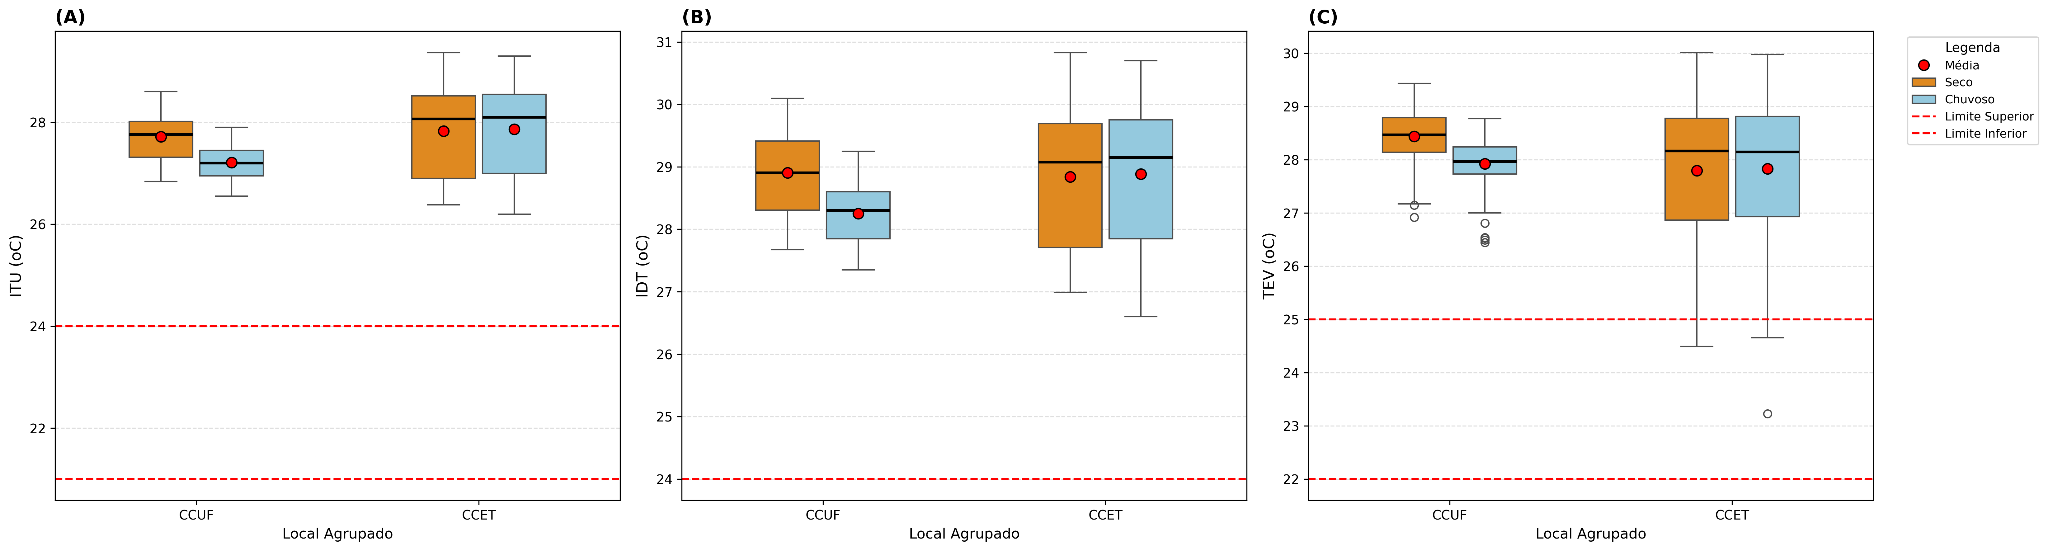 (A)
ITU (oC)
28
26
24
22
CCUF
CCET
Local Agrupado
(B)
IDT (oC)
31
30
29
28
27
26
25
24
CCUF
CCET
Local Agrupado
(C)
TEV (oC)
30
29
28
27
26
25
24
23
22
CCUF
CCET
Local Agrupado
Legenda
Média
Seco
Chuvoso
Limite Superior
Limite Inferior